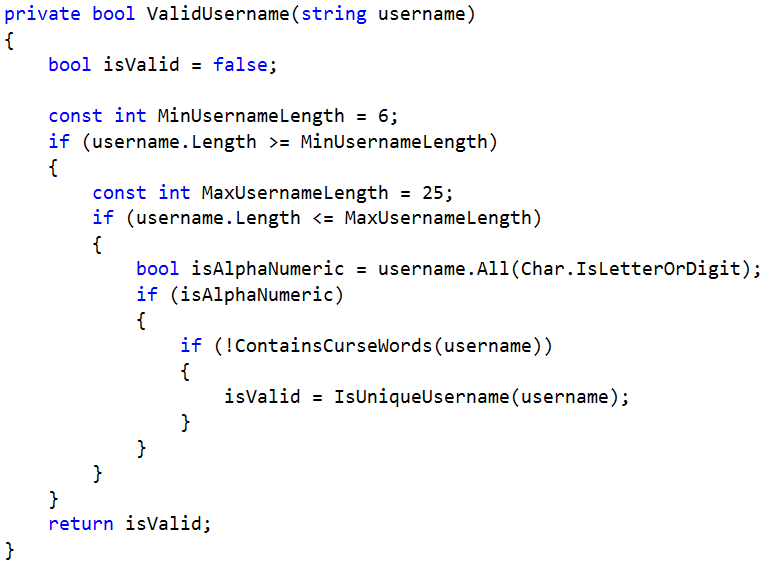 private bool ValidUsername(string username)
{
    bool isValid = false;

    const int MinUsernameLength = 6;
    if (username.Length >= MinUsernameLength)
    {
        const int MaxUsernameLength = 25;
        if (username.Length <= MaxUsernameLength)
        {
            bool isAlphaNumeric = username.All(Char.IsLetterOrDigit);
            if (isAlphaNumeric)
            {
                if (!ContainsCurseWords(username))
                {
                    isValid = IsUniqueUsername(username);
                }
            }
        }
    }
    return isValid;
}